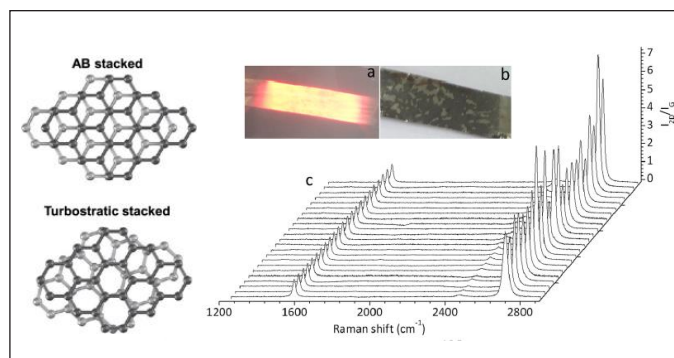 AB stacked
Turbostratic stacked
a
b
c
7
6
5
4
3
2
1
0
I2D/IG
1200
1600
2000
2400
2800
Raman shift (cm-1)